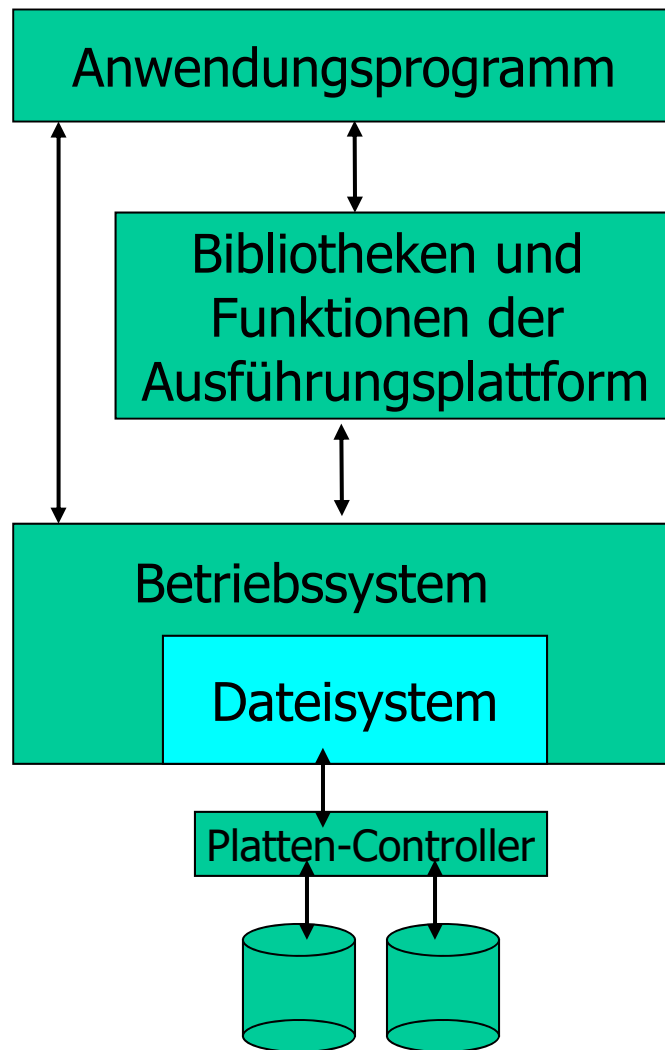 Anwendungsprogramm
Bibliotheken und
Funktionen der
Ausführungsplattform
Betriebssystem
Dateisystem
Platten-Controller